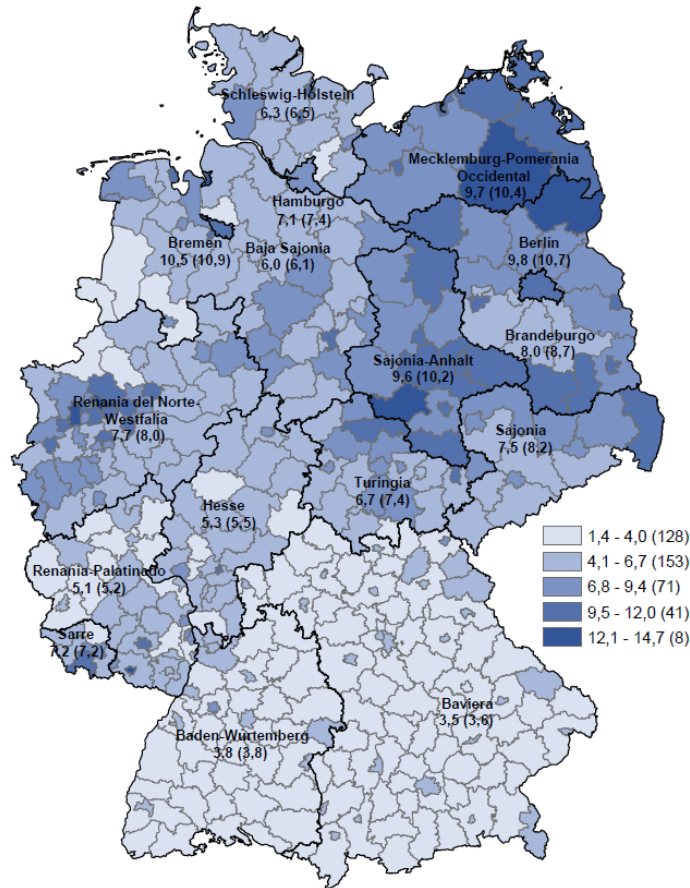 Schleswig-Holstein
6,3 (6,5)
Mecklemburg-Pomerania
Occidental
9,7 (10,4)
Hamburgo
7,1 (7,4)
Bremen
10,5 (10,9)
Baja Sajonia
6,0 (6,1)
Berlín
9,8 (10,7)
Brandeburgo
8,0 (8,7)
Sajonia-Anhalt
9,6 (10,2)
Renania del Norte-
Westfalia
7,7 (8,0)
Sajonia
7,5 (8,2)
Turingia
6,7 (7,4)
Hesse
5,3 (5,5)
Renania-Palatinado
5,1 (5,2)
Sarre
7,2 (7,2)
1,4 - 4,0 (128)
4,1 - 6,7 (153)
6,8 - 9,4 (71)
9,5 - 12,0 (41)
12,1 - 14,7 (8)
Baviera
3,5 (3,6)
Baden-Wurtemberg
3,8 (3,8)